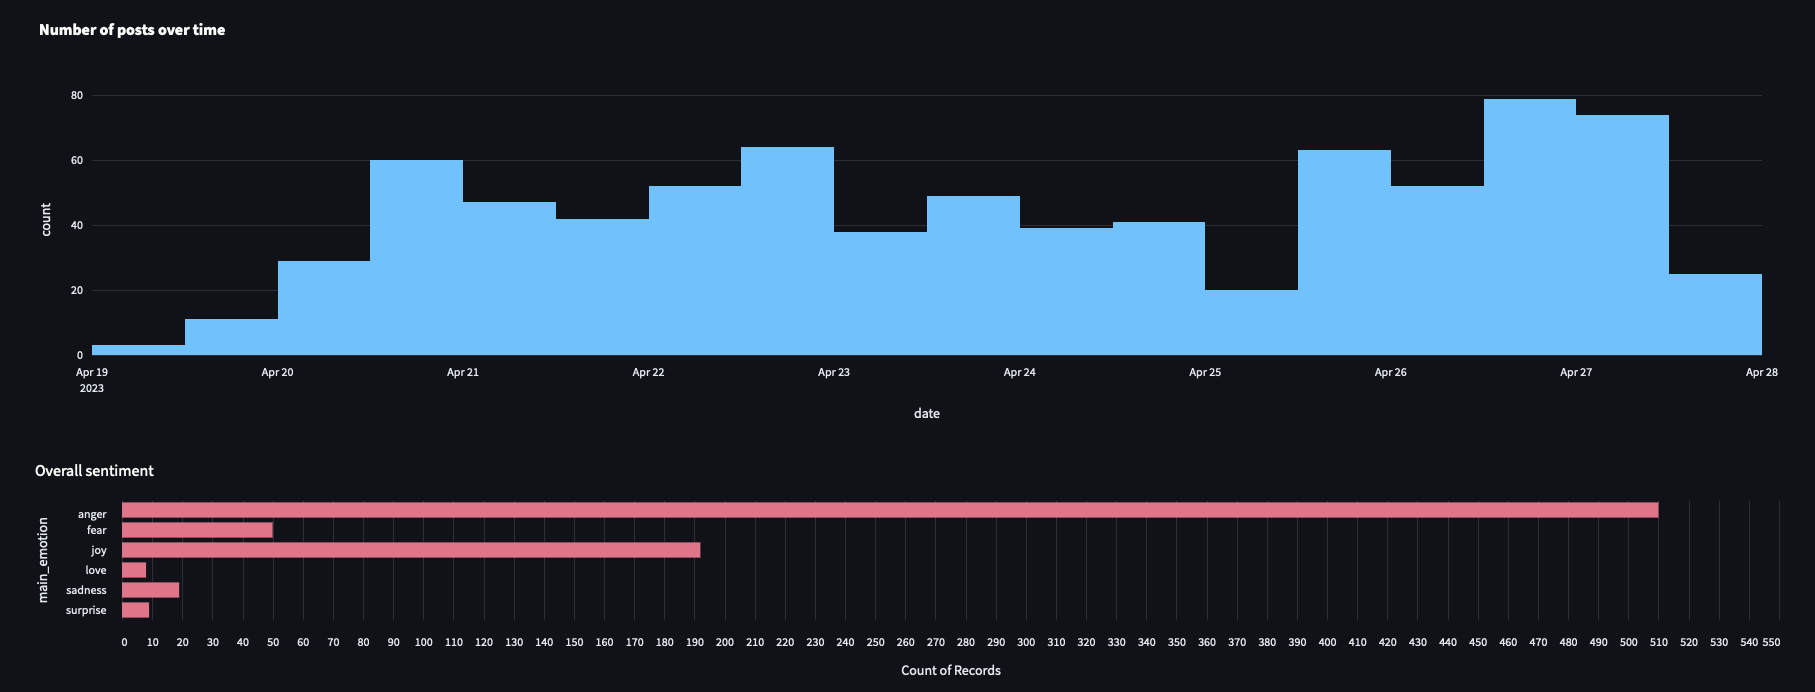 Number of posts over time
80
60
40
20
0
count
Apr 19 Apr 20 Apr 21 Apr 22 Apr 23 Apr 24 Apr 25 Apr 26 Apr 27 Apr 28
2023
date
Overall sentiment
main_emotion
anger
fear
joy
love
sadness
surprise
0 10 20 30 40 50 60 70 80 90 100 110 120 130 140 150 160 170 180 190 200 210 220 230 240 250 260 270 280 290 300 310 320 330 340 350 360 370 380 390 400 410 420 430 440 450 460 470 480 490 500 510 520 530 540 550
Count of Records